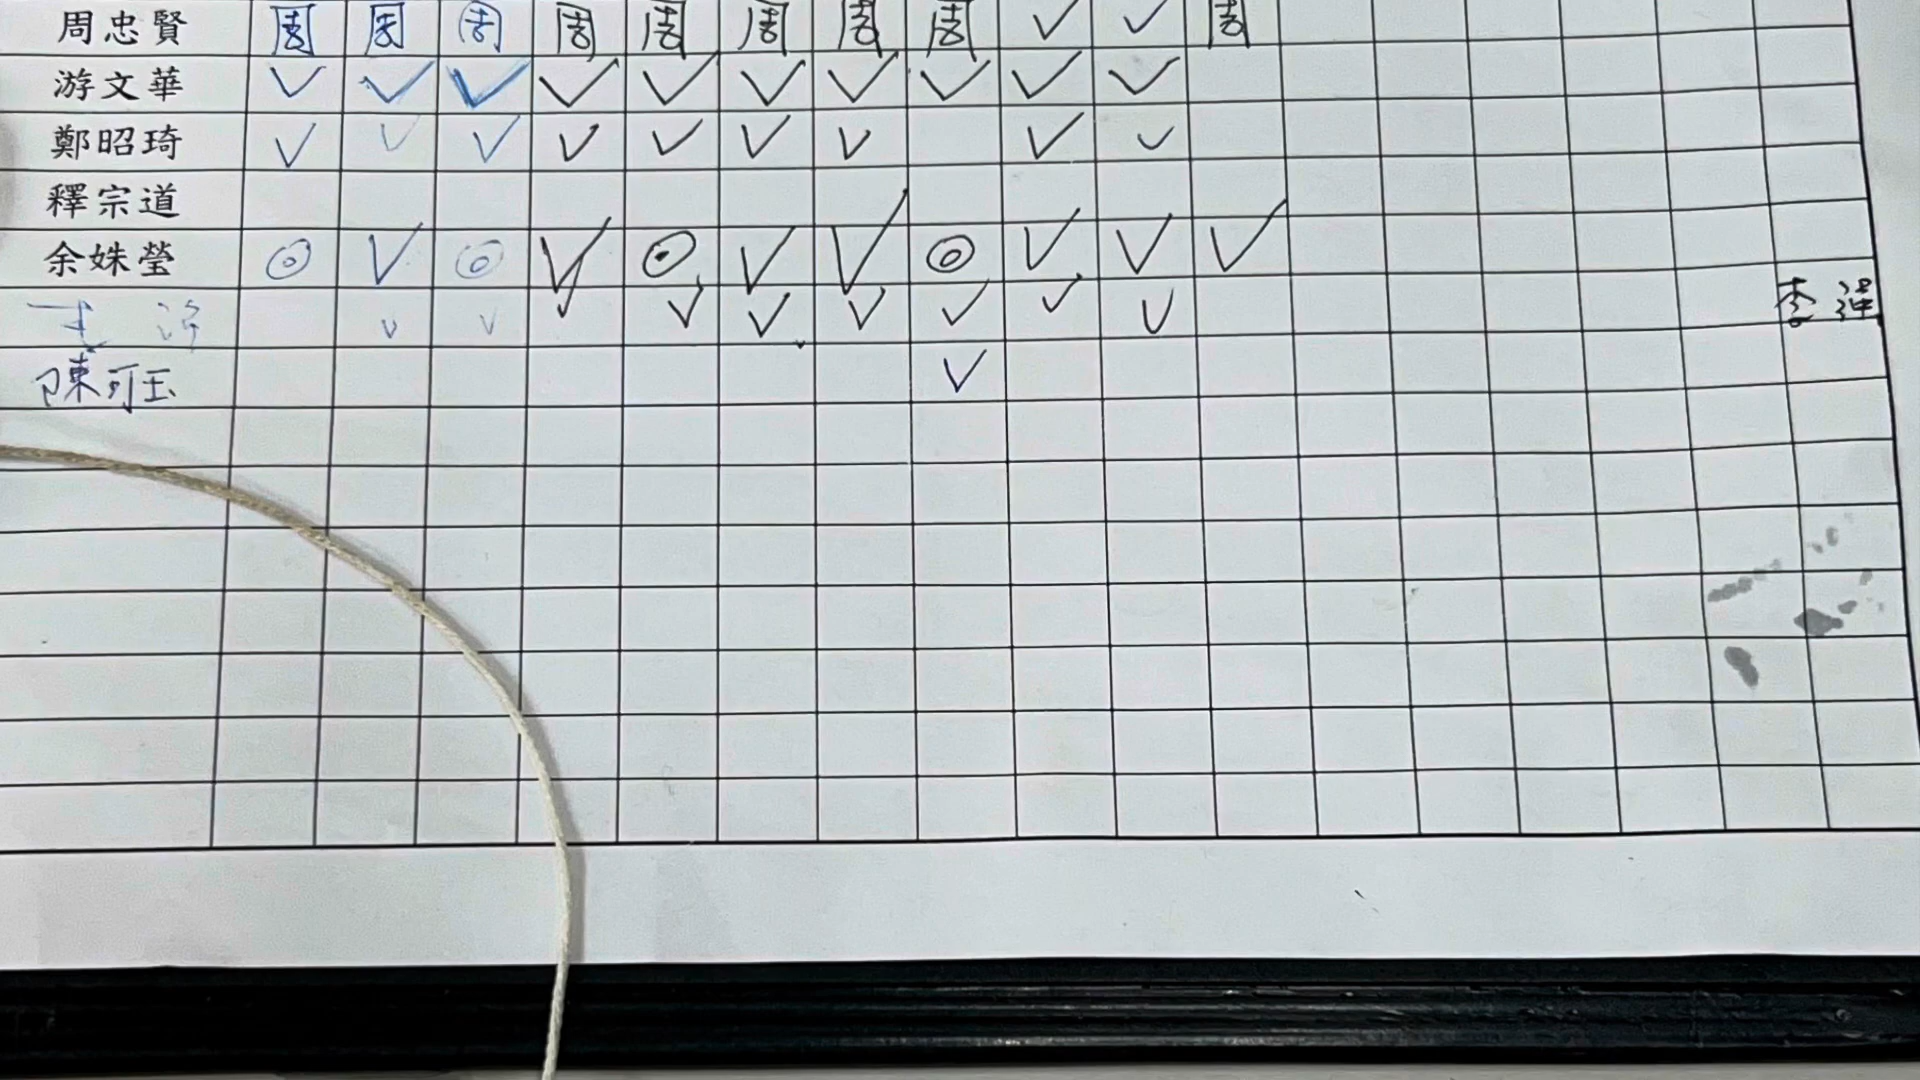 周忠賢 周 周 周 周 周 周 周 周 ✓ ✓ 周
游文華 ✓ ✓ ✓ ✓ ✓ ✓ ✓ ✓ ✓ ✓
鄭昭琦 ✓ ✓ ✓ ✓ ✓ ✓ ✓ ✓ ✓
釋宗道
余姝瑩 ◎ ✓ ◎ ✓ ◎ ✓ ✓ ◎ ✓ ✓ ✓
✓ ✓ ✓ ✓ ✓ ✓ ✓ ✓ ✓ 李
陳可玉 ✓